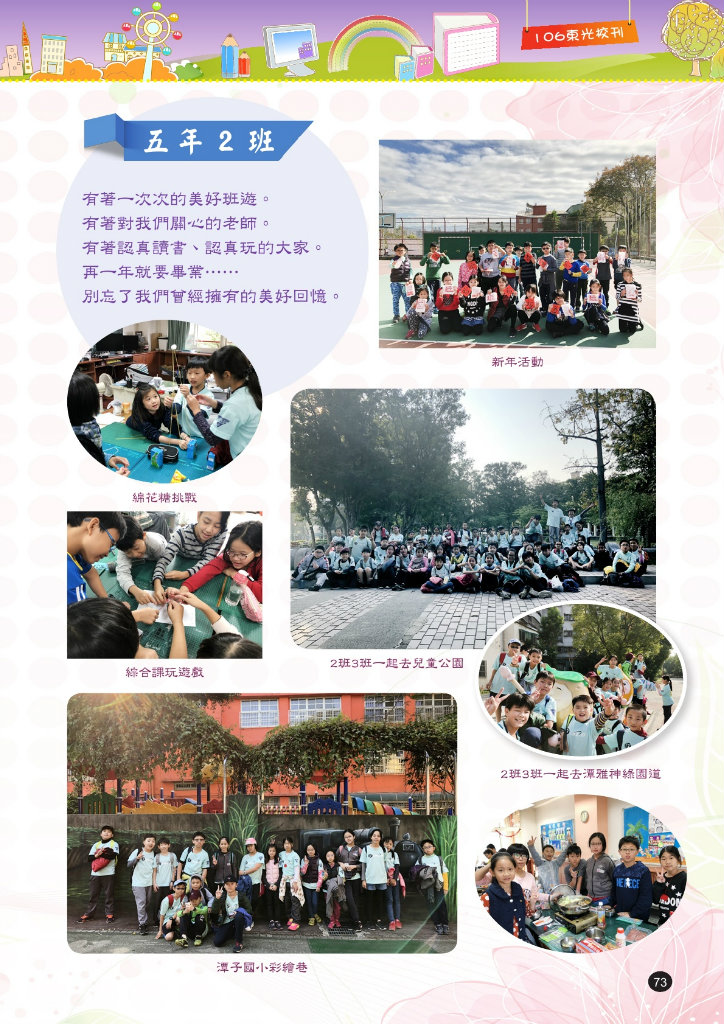 106東光校刊
五年2班
有著一次次的美好班遊。
有著對我們關心的老師。
有著認真讀書、認真玩的大家。
再一年就要畢業……
別忘了我們曾經擁有的美好回憶。
新年活動
綿花糖挑戰
綜合課玩遊戲
2班3班一起去兒童公園
2班3班一起去潭雅神綠園道
潭子國小彩繪巷
73